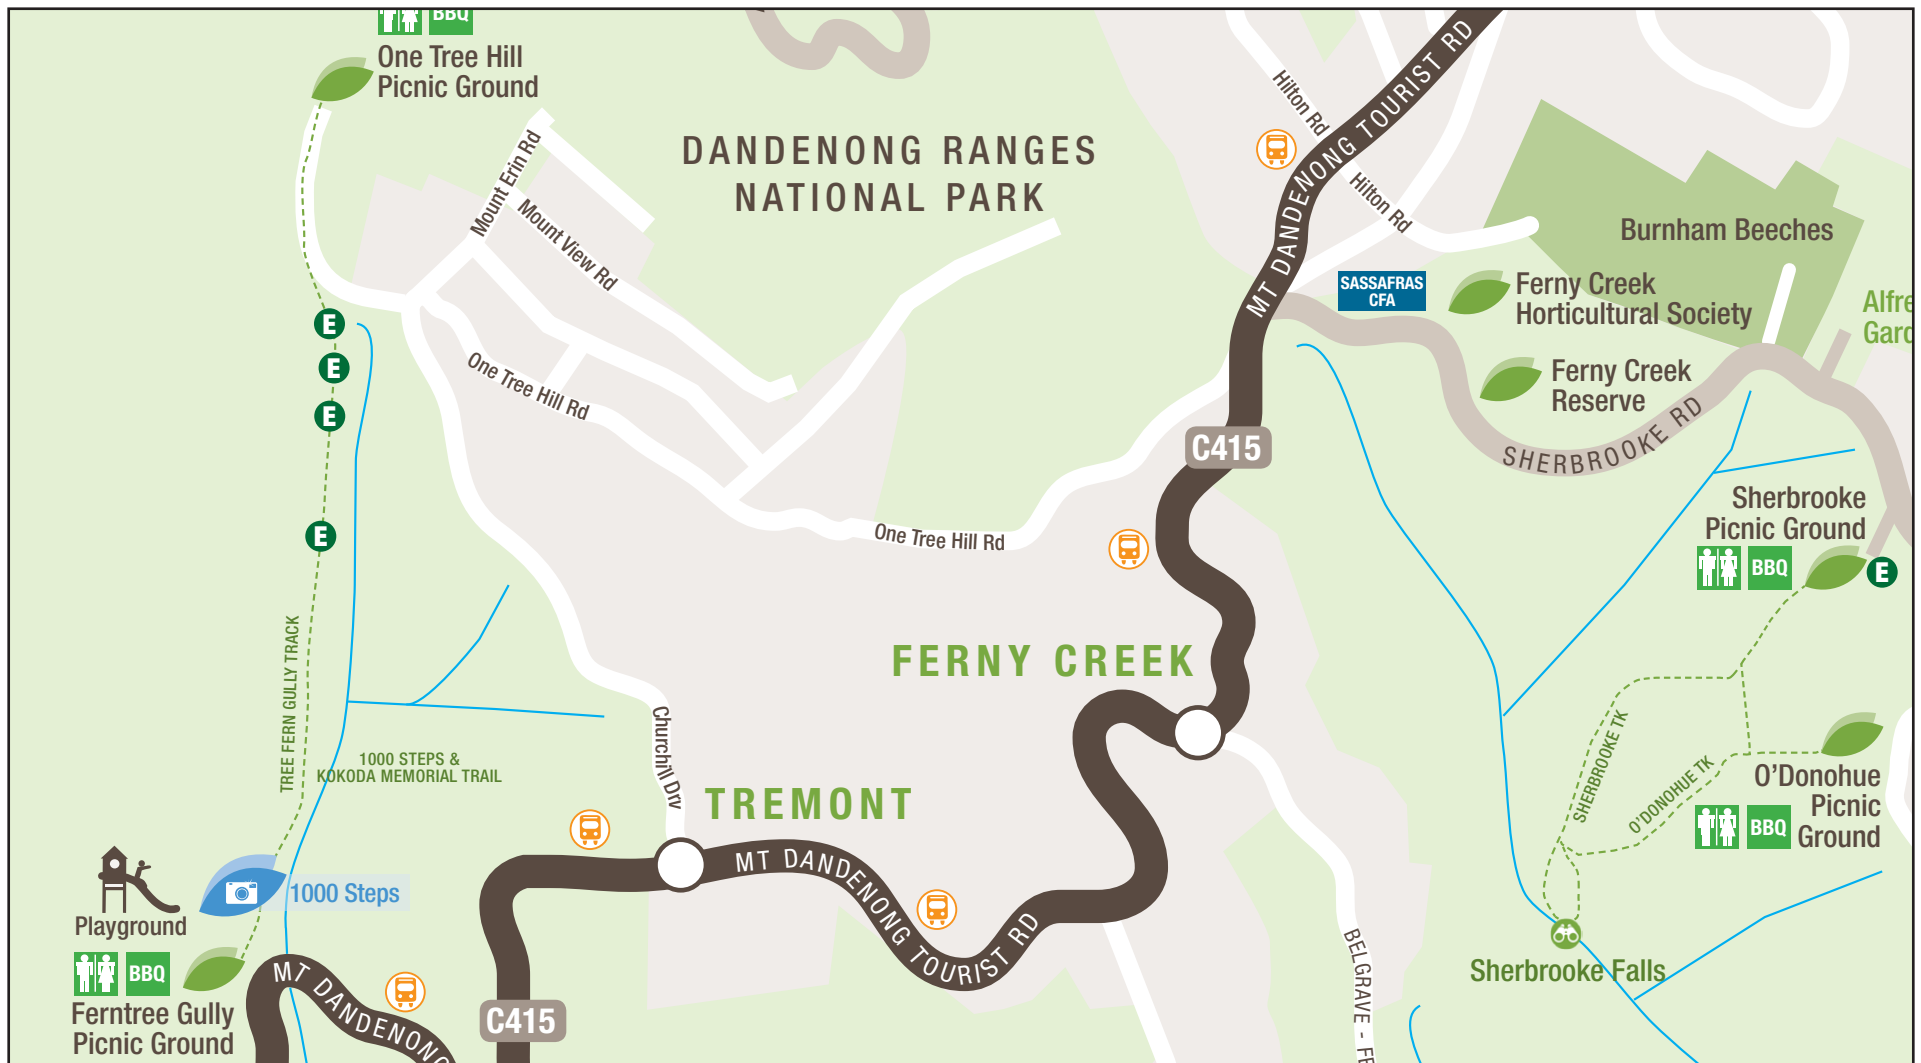 BBQ
One Tree Hill
Picnic Ground
Mount Erin Rd
Mount View Rd
DANDENONG RANGES
NATIONAL PARK
Hilton Rd
MT DANDENONG TOURIST RD
Hilton Rd
Burnham Beeches
SASSAFRAS
CFA
Ferny Creek
Horticultural Society
Ferny Creek
Reserve
SHERBROOKE RD
E
E
E
E
One Tree Hill Rd
One Tree Hill Rd
C415
Sherbrooke
Picnic Ground
BBQ
E
FERNY CREEK
TREE FERN GULLY TRACK
1000 STEPS &
KOKODA MEMORIAL TRAIL
Churchill Drv
TREMONT
SHERBROOKE TK
O'DONOHUE TK
O'Donohue
Picnic
Ground
BBQ
MT DANDENONG TOURIST RD
Playground
1000 Steps
BBQ
Ferntree Gully
Picnic Ground
MT DANDENONG
C415
BELGRAVE -
Sherbrooke Falls